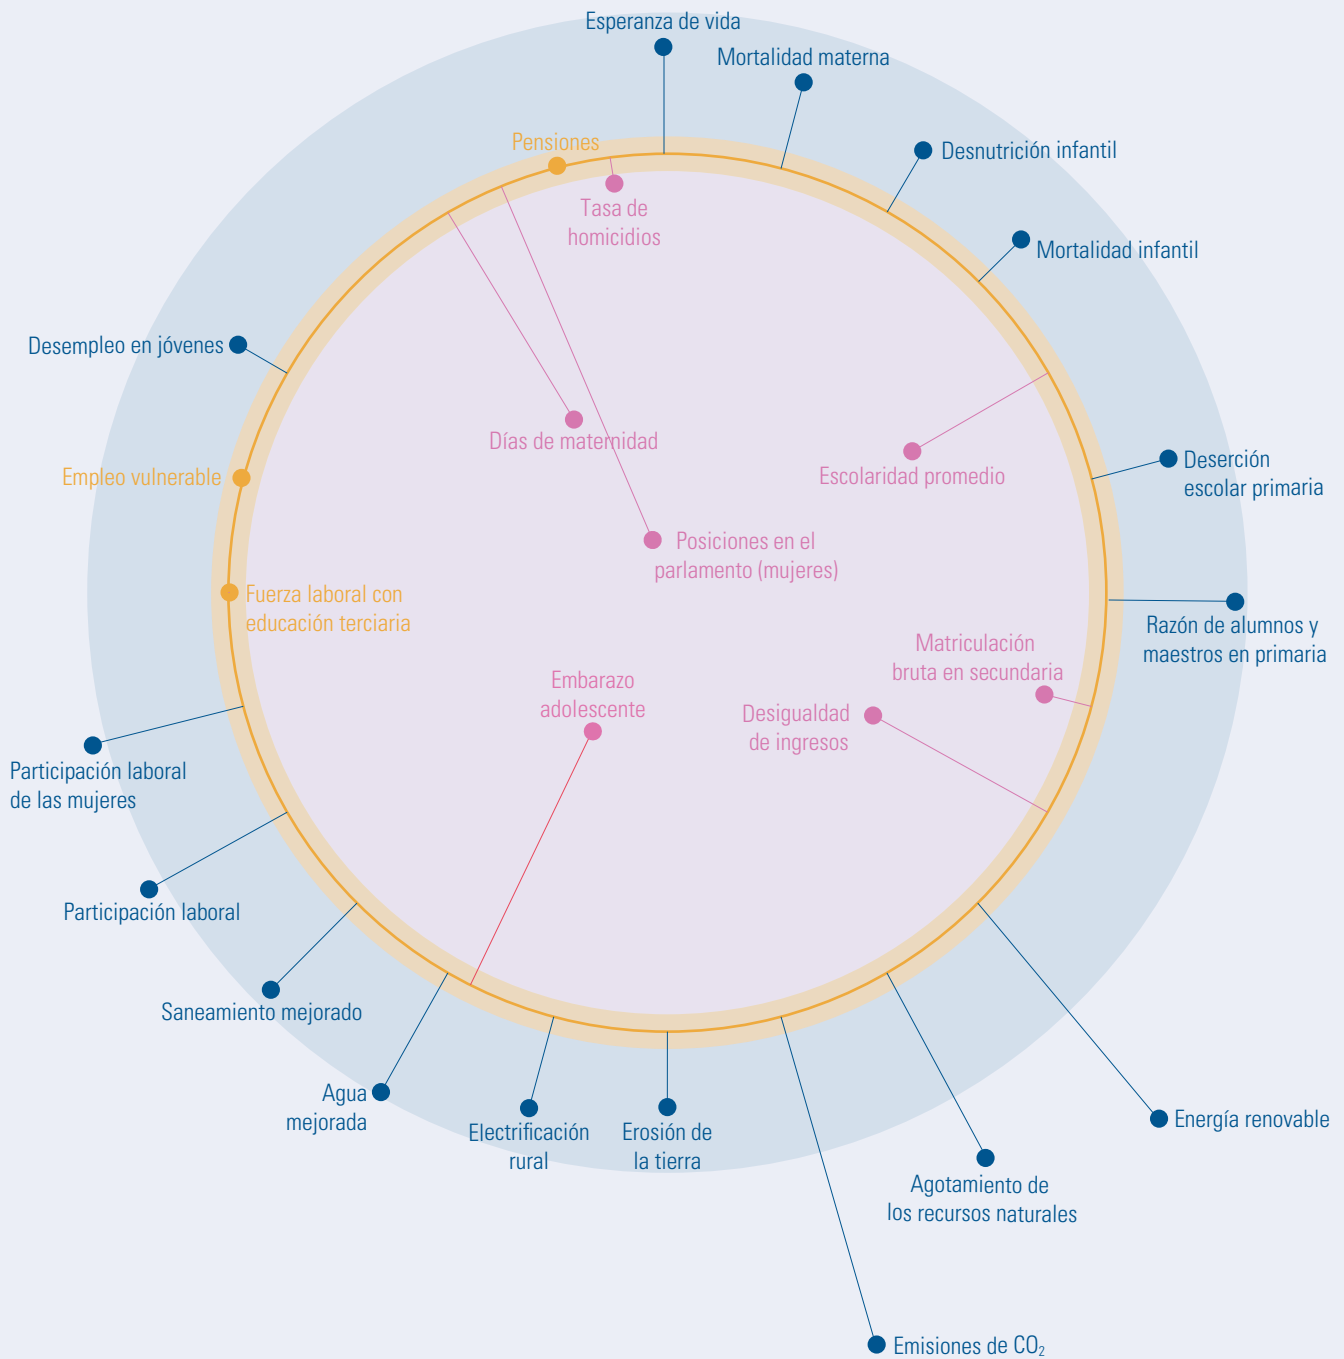 Esperanza de vida
Mortalidad materna
Pensiones
Desnutrición infantil
Tasa de
homicidios
Mortalidad infantil
Desempleo en jóvenes
Días de maternidad
Escolaridad promedio
Deserción
escolar primaria
Empleo vulnerable
Posiciones en el
parlamento (mujeres)
Fuerza laboral con
educación terciaria
Razón de alumnos y
maestros en primaria
Matriculación
bruta en secundaria
Embarazo
adolescente
Desigualdad
de ingresos
Participación laboral
de las mujeres
Participación laboral
Saneamiento mejorado
Agua
mejorada
Electrificación
rural
Erosión de
la tierra
Energía renovable
Agotamiento de
los recursos naturales
Emisiones de CO₂